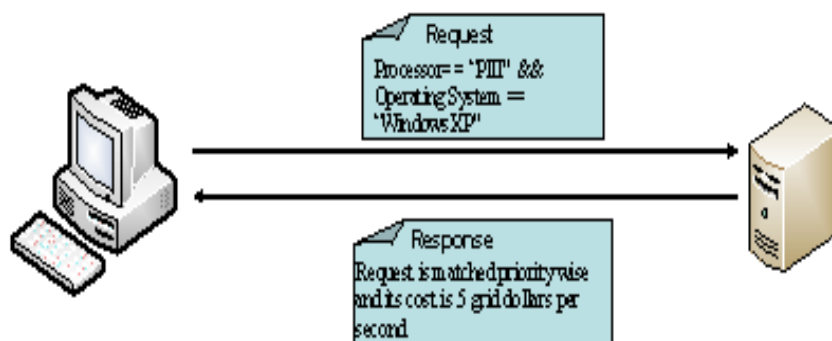 Request
Processor== "PIII" &&
Operating System ==
"Windows XP"
Response
Request is matched priority wise
and its cost is 5 grid dollars per
second